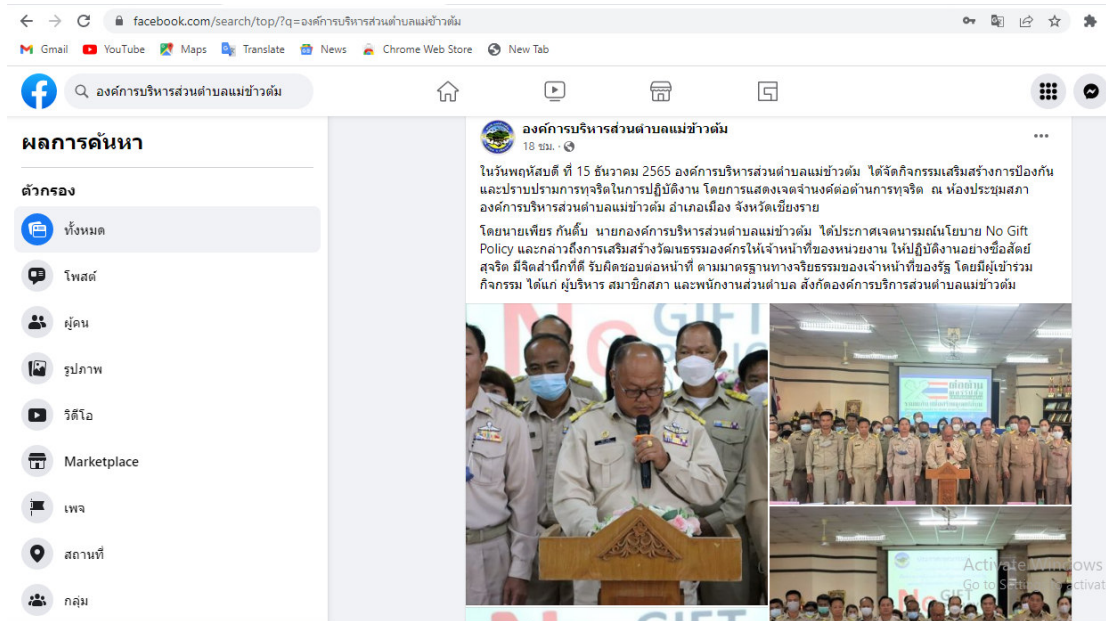 facebook.com/search/top/?q=องค์การบริหารส่วนตำบลแม่ข้าวต้ม
Gmail YouTube Maps Translate News Chrome Web Store New Tab
องค์การบริหารส่วนตำบลแม่ข้าวต้ม
ผลการค้นหา
ตัวกรอง
ทั้งหมด
โพสต์
ผู้คน
รูปภาพ
วิดีโอ
Marketplace
เพจ
สถานที่
กลุ่ม
องค์การบริหารส่วนตำบลแม่ข้าวต้ม
18 ชม. ·
ในวันพฤหัสบดี ที่ 15 ธันวาคม 2565 องค์การบริหารส่วนตำบลแม่ข้าวต้ม ได้จัดกิจกรรมเสริมสร้างการป้องกัน
และปราบปรามการทุจริตในการปฏิบัติงาน โดยการแสดงเจตจำนงค์ต่อต้านการทุจริต ณ ห้องประชุมสภา
องค์การบริหารส่วนตำบลแม่ข้าวต้ม อำเภอเมือง จังหวัดเชียงราย
โดยนายเพียร กันติ๊บ นายกองค์การบริหารส่วนตำบลแม่ข้าวต้ม ได้ประกาศเจตนารมณ์นโยบาย No Gift
Policy และกล่าวถึงการเสริมสร้างวัฒนธรรมองค์กรให้เจ้าหน้าที่ของหน่วยงาน ให้ปฏิบัติงานอย่างซื่อสัตย์
สุจริต มีจิตสำนึกที่ดี รับผิดชอบต่อหน้าที่ ตามมาตรฐานทางจริยธรรมของเจ้าหน้าที่ของรัฐ โดยมีผู้เข้าร่วม
กิจกรรม ได้แก่ ผู้บริหาร สมาชิกสภา และพนักงานส่วนตำบล สังกัดองค์การบริการส่วนตำบลแม่ข้าวต้ม
No GIFT
No GIFT
Activate Windows